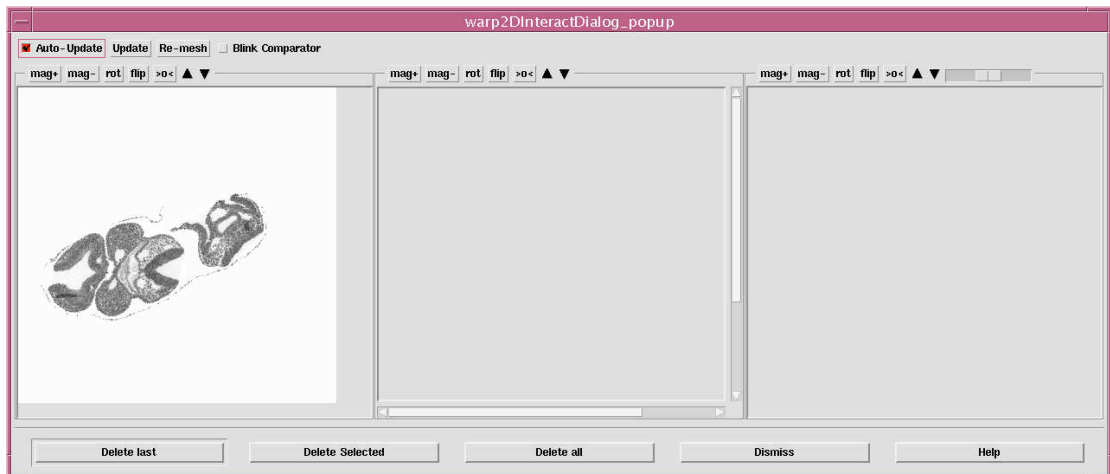 warp2DInteractDialog_popup
Auto-Update Update Re-mesh Blink Comparator
mag+ mag- rot flip >o< mag+ mag- rot flip >o< mag+ mag- rot flip >o<
Delete last Delete Selected Delete all Dismiss Help